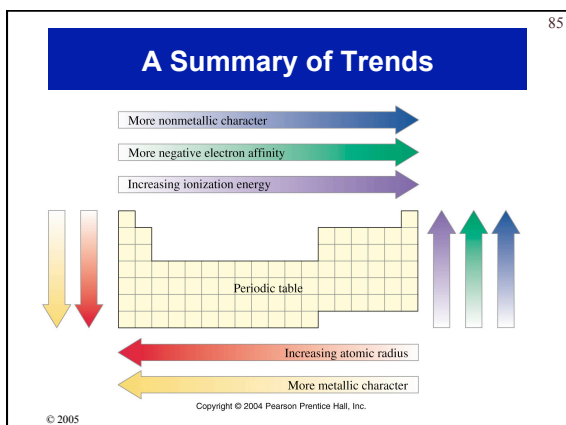 85
A Summary of Trends
More nonmetallic character
More negative electron affinity
Increasing ionization energy
Periodic table
Increasing atomic radius
More metallic character
Copyright © 2004 Pearson Prentice Hall, Inc.
© 2005